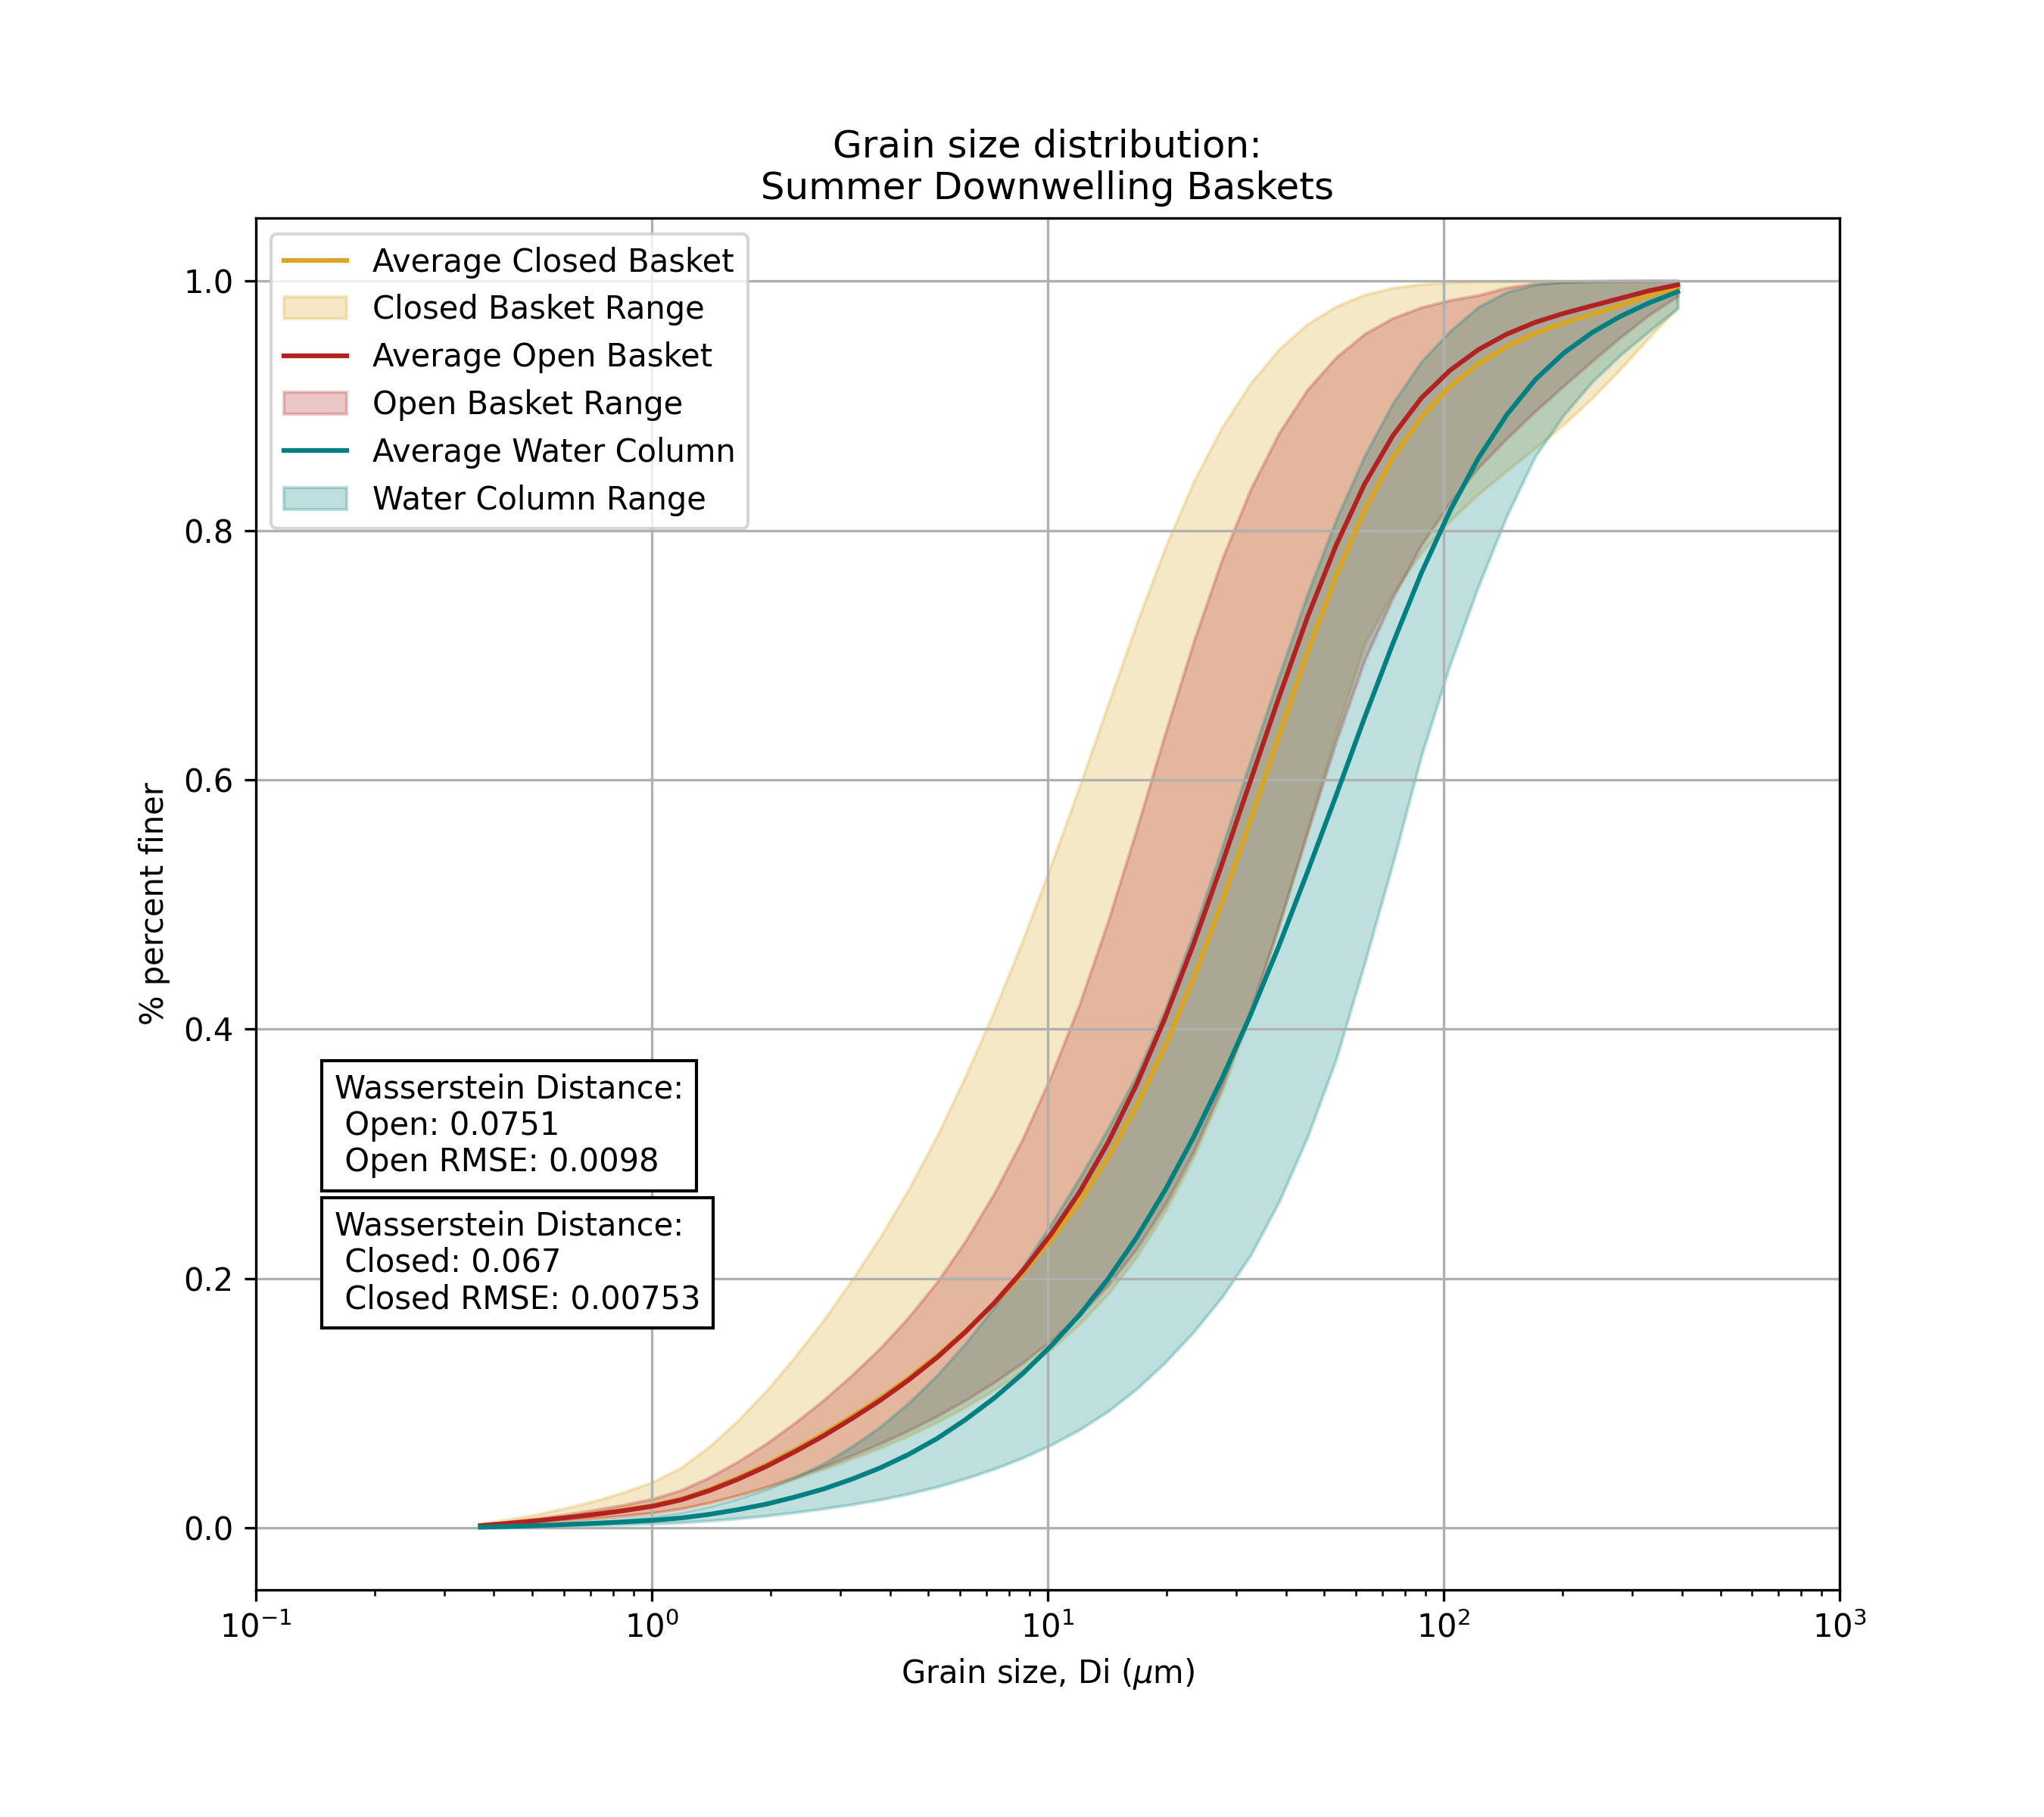 Grain size distribution:
Summer Downwelling Baskets
Average Closed Basket
Closed Basket Range
Average Open Basket
Open Basket Range
Average Water Column
Water Column Range
1.0
0.8
0.6
0.4
0.2
0.0
% percent finer
Wasserstein Distance:
Open: 0.0751
Open RMSE: 0.0098
Wasserstein Distance:
Closed: 0.067
Closed RMSE: 0.00753
10⁻¹ 10⁰ 10¹ 10² 10³
Grain size, Di (μm)